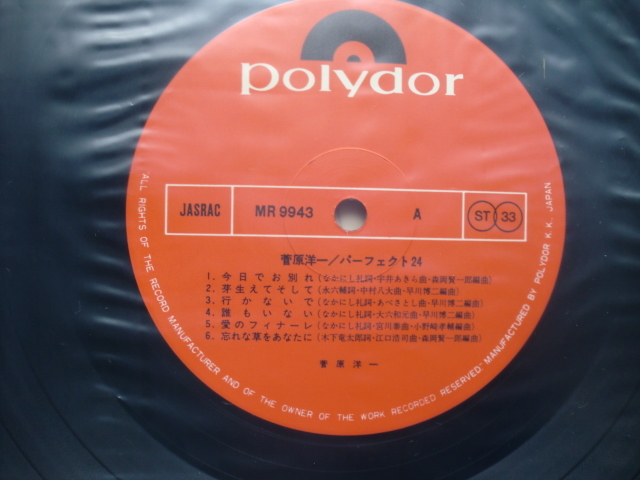 polydor
JASRAC MR 9943 A ST 33
菅原洋一/パーフェクト24
1. 今日でお別れ(なかにし礼詞・宇井あきら曲・森岡賢一郎編曲)
2. 芽生えてそして(永六輔詞・中村八大曲・早川博二編曲)
3. 行かないで(なかにし礼詞・あべさとし曲・早川博二編曲)
4. 誰もいない(なかにし礼詞・大六和元曲・早川博二編曲)
5. 愛のフィナーレ(なかにし礼詞・宮川泰曲・小野崎孝輔編曲)
6. 忘れな草をあなたに(木下竜太郎詞・江口浩司曲・森岡賢一郎編曲)
菅原洋一
ALL RIGHTS OF THE RECORD MANUFACTURER AND OF THE OWNER OF THE WORK RECORDED RESERVED: MANUFACTURED BY POLYDOR K.K. JAPAN.